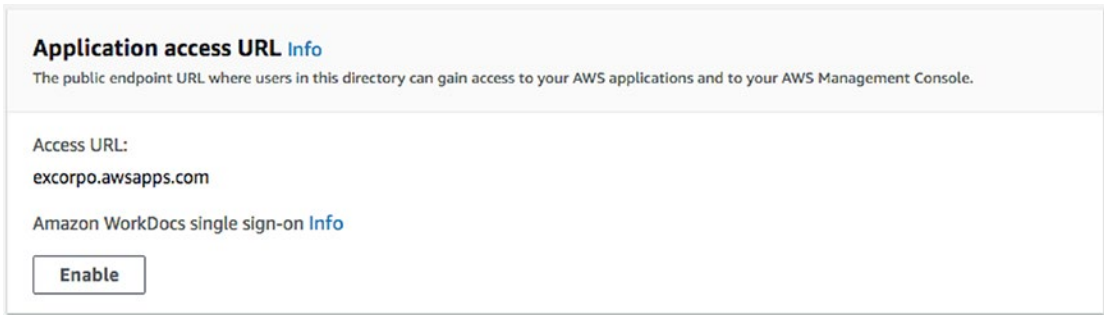 Application access URL Info
The public endpoint URL where users in this directory can gain access to your AWS applications and to your AWS Management Console.
Access URL:
excorpo.awsapps.com
Amazon WorkDocs single sign-on Info
Enable